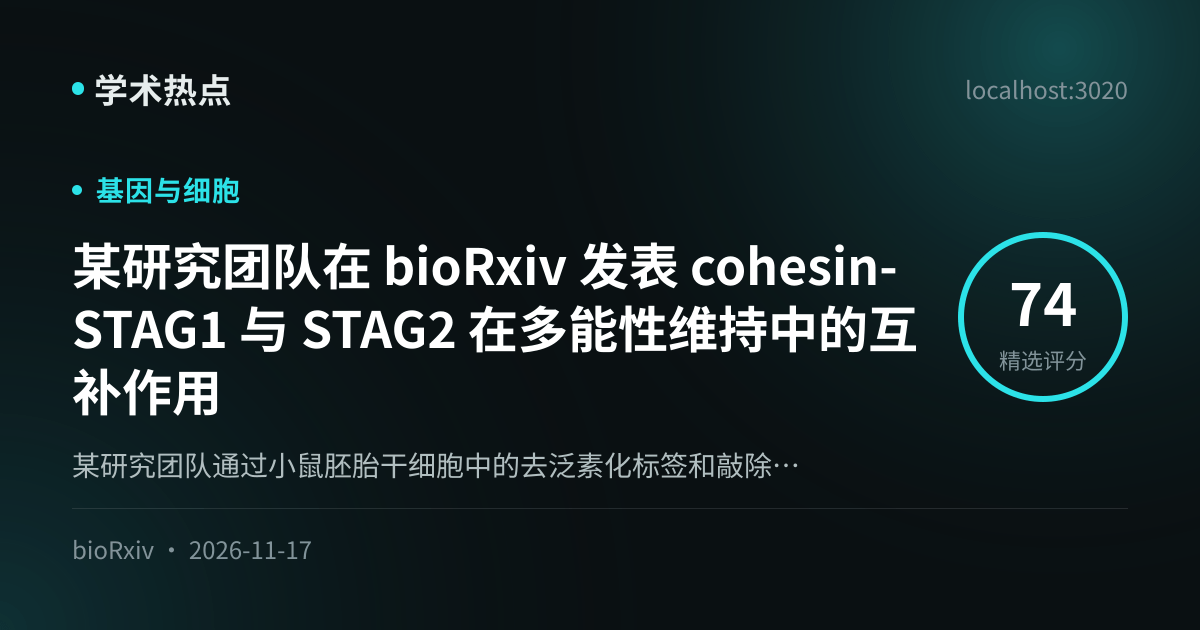 学术热点
localhost:3020
基因与细胞
某研究团队在 bioRxiv 发表 cohesin-
STAG1 与 STAG2 在多能性维持中的互
补作用
74
精选评分
某研究团队通过小鼠胚胎干细胞中的去泛素化标签和敲除…
bioRxiv · 2026-11-17